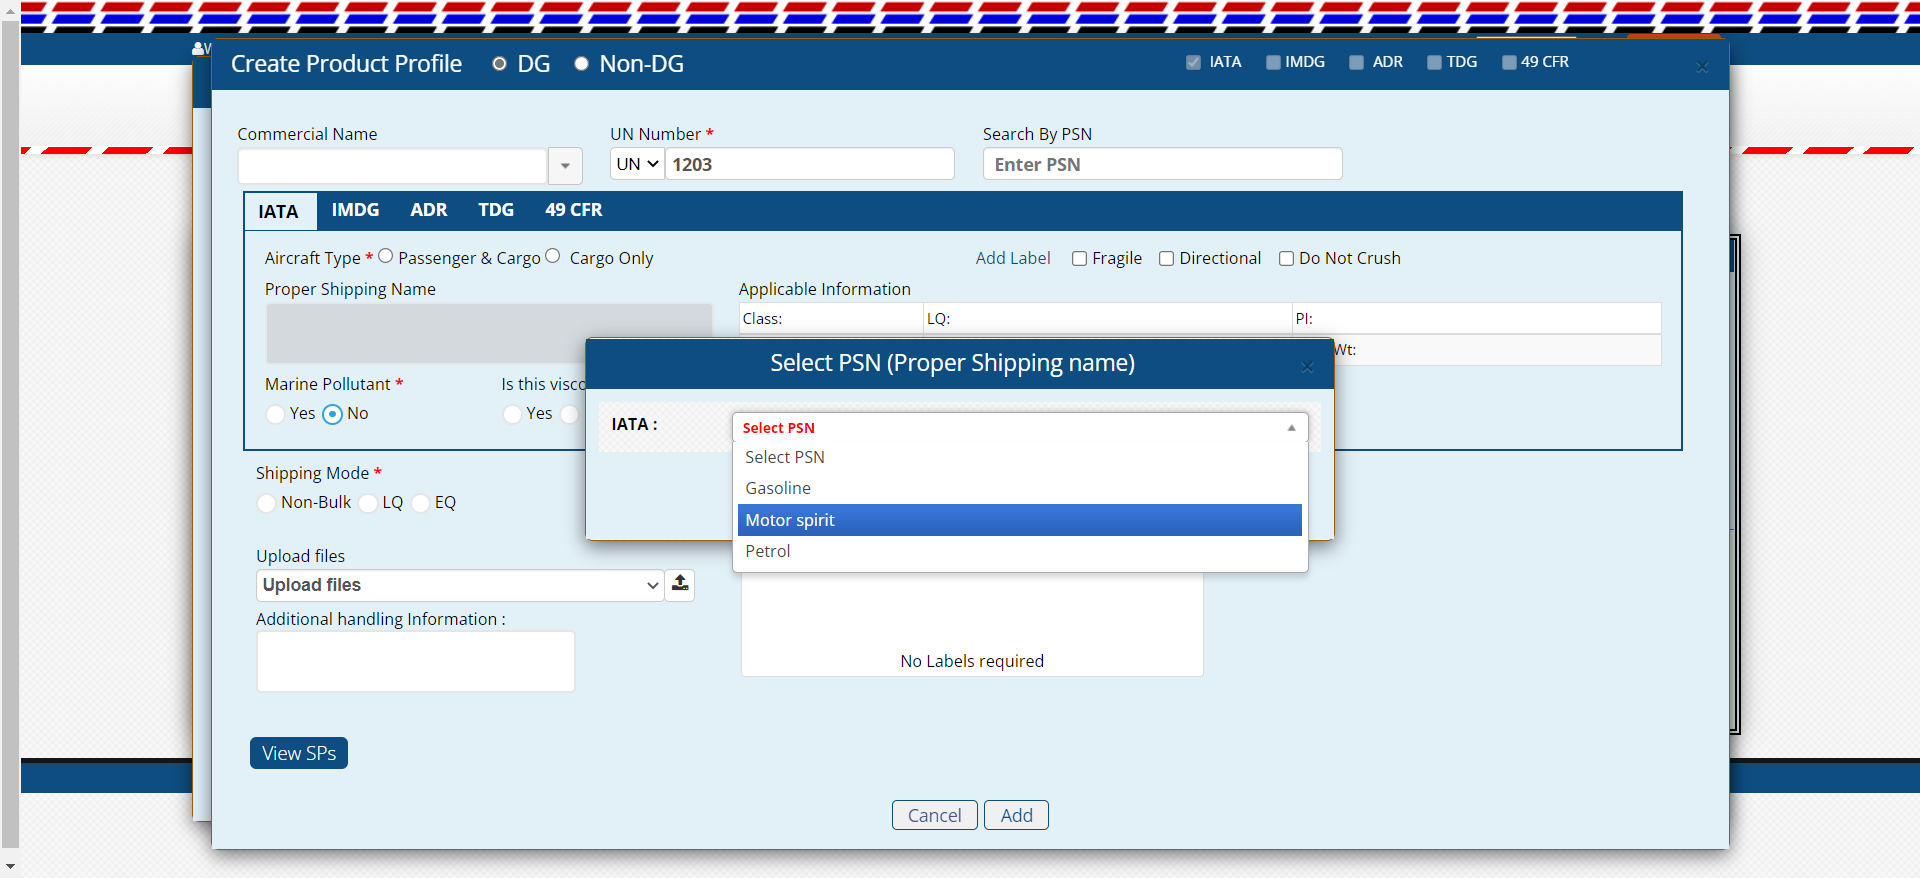 Create Product Profile DG Non-DG IATA IMDG ADR TDG 49 CFR
Commercial Name UN Number * Search By PSN
UN 1203 Enter PSN
IATA IMDG ADR TDG 49 CFR
Aircraft Type * Passenger & Cargo Cargo Only Add Label Fragile Directional Do Not Crush
Proper Shipping Name Applicable Information
Class: LQ: PI:
Wt:
Select PSN (Proper Shipping name)
Marine Pollutant * Is this visco
Yes No Yes
IATA : Select PSN
Select PSN
Gasoline
Motor spirit
Petrol
Shipping Mode *
Non-Bulk LQ EQ
Upload files
Upload files
Additional handling Information :
No Labels required
View SPs
Cancel Add